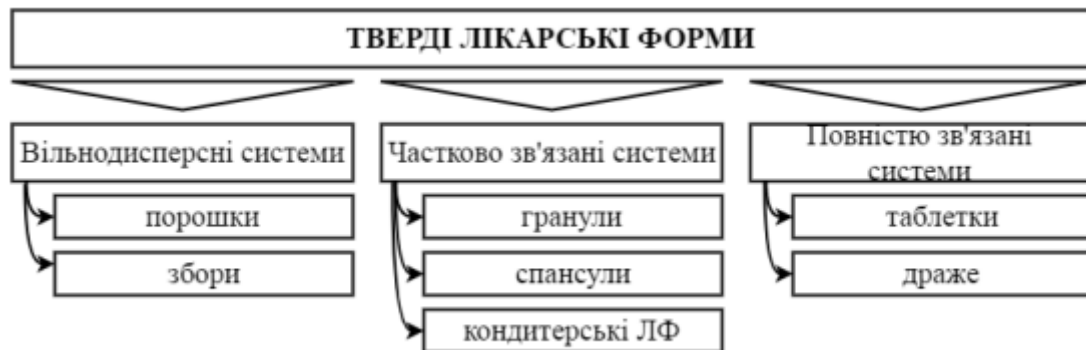 ТВЕРДІ ЛІКАРСЬКІ ФОРМИ
Вільнодисперсні системи
порошки
збори
Частково зв'язані системи
гранули
спансули
кондитерські ЛФ
Повністю зв'язані
системи
таблетки
драже